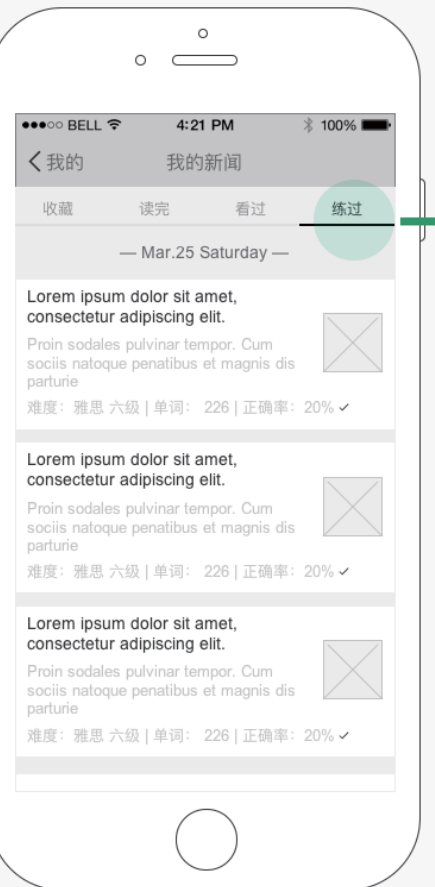 BELL 4:21 PM 100%
我的 我的新闻
收藏 读完 看过 练过
— Mar.25 Saturday —
Lorem ipsum dolor sit amet,
consectetur adipiscing elit.
Proin sodales pulvinar tempor. Cum
sociis natoque penatibus et magnis dis
parturie
难度：雅思 六级 | 单词： 226 | 正确率：20% ✓
Lorem ipsum dolor sit amet,
consectetur adipiscing elit.
Proin sodales pulvinar tempor. Cum
sociis natoque penatibus et magnis dis
parturie
难度：雅思 六级 | 单词： 226 | 正确率：20% ✓
Lorem ipsum dolor sit amet,
consectetur adipiscing elit.
Proin sodales pulvinar tempor. Cum
sociis natoque penatibus et magnis dis
parturie
难度：雅思 六级 | 单词： 226 | 正确率：20% ✓